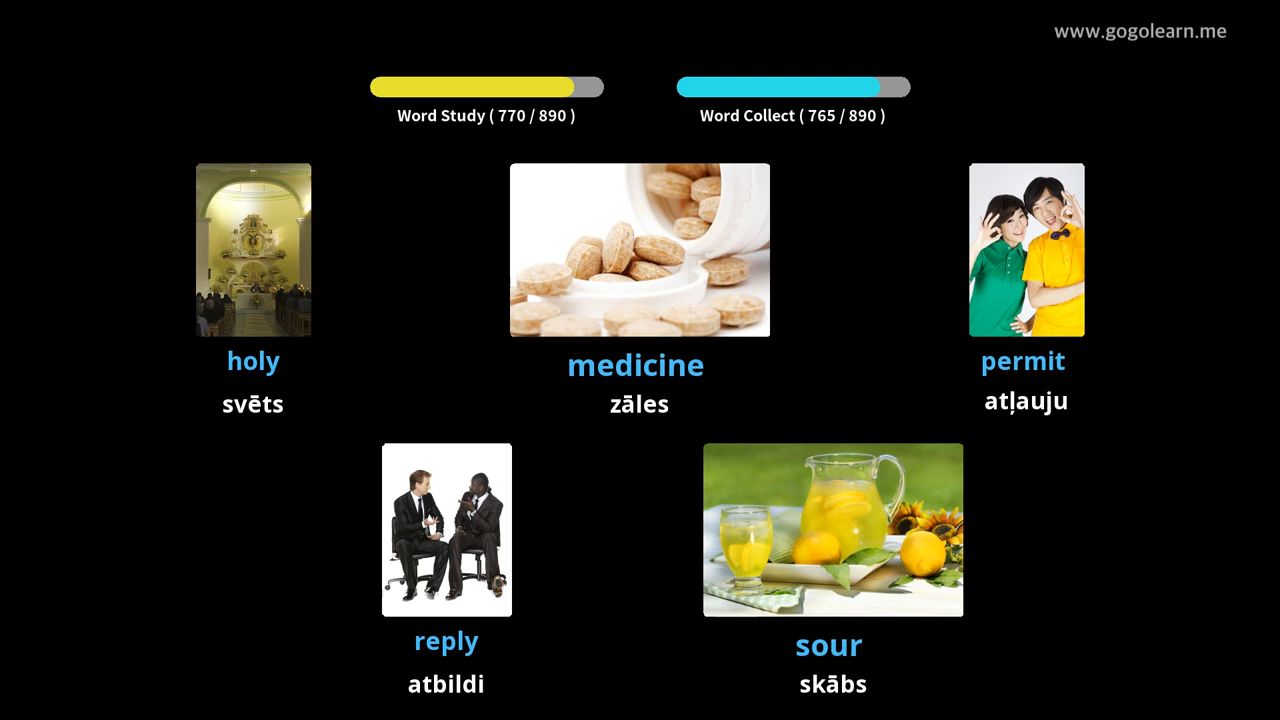 www.gogolearn.me
Word Study ( 770 / 890 )
Word Collect ( 765 / 890 )
holy
svēts
medicine
zāles
permit
atļauju
reply
atbildi
sour
skābs